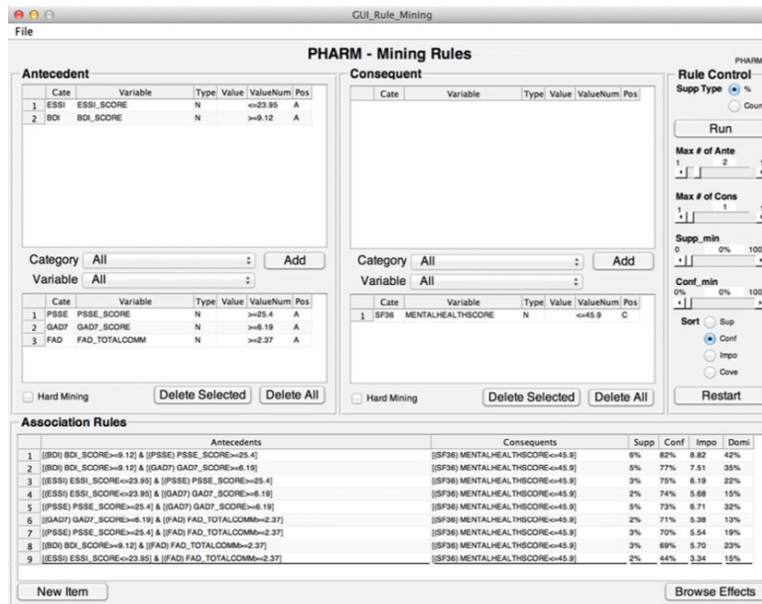 GUI_Rule_Mining
File
PHARM - Mining Rules
PHARM
Antecedent
Cate Variable Type Value ValueNum Pos
1 ESSI ESSI_SCORE N <=23.95 A
2 BDI BDI_SCORE N >=9.12 A
Category All Add
Variable All
Cate Variable Type Value ValueNum Pos
1 PSSE PSSE_SCORE N >=25.4 A
2 GAD7 GAD7_SCORE N >=6.19 A
3 FAD FAD_TOTALCOMM N >=2.37 A
Hard Mining Delete Selected Delete All
Consequent
Cate Variable Type Value ValueNum Pos
Category All Add
Variable All
Cate Variable Type Value ValueNum Pos
1 SF36 MENTALHEALTHSCORE N <=45.9 C
Hard Mining Delete Selected Delete All
Rule Control
Supp Type %
Coun
Run
Max # of Ante
1 2 1
Max # of Cons
1 1 1
Supp_min
0 0% 100
Conf_min
0% 0% 100
Sort Sup
Conf
Impo
Cove
Restart
Association Rules
Antecedents Consequents Supp Conf Impo Domi
1 [(BDI) BDI_SCORE>=9.12] & [(PSSE) PSSE_SCORE>=25.4] [(SF36) MENTALHEALTHSCORE<=45.9] 6% 82% 8.82 42%
2 [(BDI) BDI_SCORE>=9.12] & [(GAD7) GAD7_SCORE>=6.19] [(SF36) MENTALHEALTHSCORE<=45.9] 5% 77% 7.51 35%
3 [(ESSI) ESSI_SCORE<=23.95] & [(PSSE) PSSE_SCORE>=25.4] [(SF36) MENTALHEALTHSCORE<=45.9] 3% 75% 6.19 22%
4 [(ESSI) ESSI_SCORE<=23.95] & [(GAD7) GAD7_SCORE>=6.19] [(SF36) MENTALHEALTHSCORE<=45.9] 2% 74% 5.68 15%
5 [(PSSE) PSSE_SCORE>=25.4] & [(GAD7) GAD7_SCORE>=6.19] [(SF36) MENTALHEALTHSCORE<=45.9] 5% 73% 6.71 32%
6 [(GAD7) GAD7_SCORE>=6.19] & [(FAD) FAD_TOTALCOMM>=2.37] [(SF36) MENTALHEALTHSCORE<=45.9] 2% 71% 5.38 13%
7 [(PSSE) PSSE_SCORE>=25.4] & [(FAD) FAD_TOTALCOMM>=2.37] [(SF36) MENTALHEALTHSCORE<=45.9] 3% 70% 5.54 19%
8 [(BDI) BDI_SCORE>=9.12] & [(FAD) FAD_TOTALCOMM>=2.37] [(SF36) MENTALHEALTHSCORE<=45.9] 3% 69% 5.70 23%
9 [(ESSI) ESSI_SCORE<=23.95] & [(FAD) FAD_TOTALCOMM>=2.37] [(SF36) MENTALHEALTHSCORE<=45.9] 2% 44% 3.34 15%
New Item Browse Effects